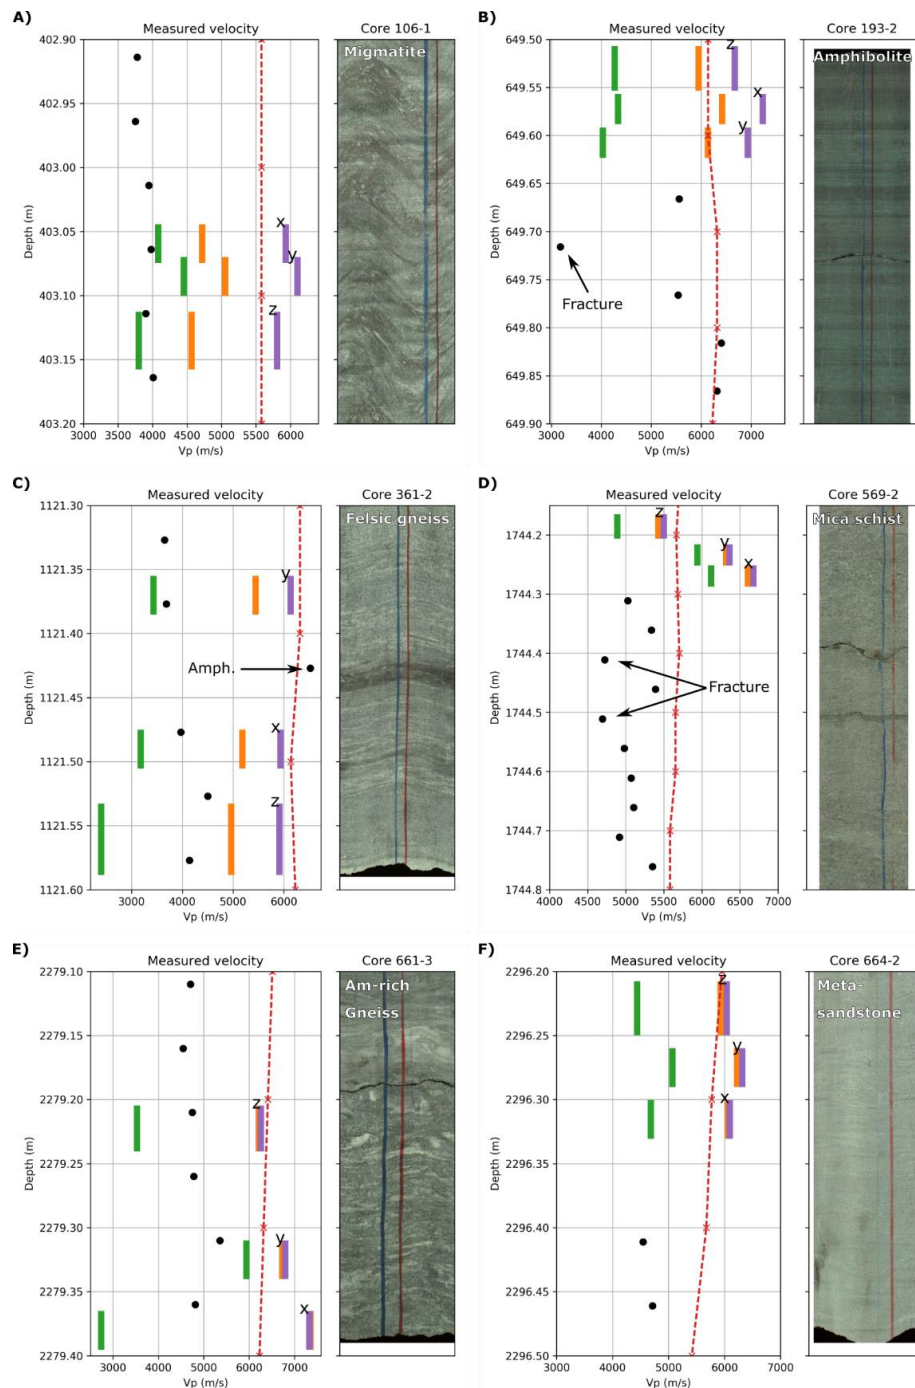 A)
Measured velocity
Core 106-1
Migmatite
402.90
402.95
403.00
403.05
403.10
403.15
403.20
Depth (m)
x
y
z
3000 3500 4000 4500 5000 5500 6000
Vp (m/s)
B)
Measured velocity
Core 193-2
Amphibolite
649.50
649.55
649.60
649.65
649.70
649.75
649.80
649.85
649.90
Depth (m)
z
x
y
Fracture
3000 4000 5000 6000 7000
Vp (m/s)
C)
Measured velocity
Core 361-2
Felsic gneiss
1121.30
1121.35
1121.40
1121.45
1121.50
1121.55
1121.60
Depth (m)
y
Amph.
x
z
2000 3000 4000 5000 6000
Vp (m/s)
D)
Measured velocity
Core 569-2
Mica schist
1744.2
1744.3
1744.4
1744.5
1744.6
1744.7
1744.8
Depth (m)
z
y
x
Fracture
4000 4500 5000 5500 6000 6500 7000
Vp (m/s)
E)
Measured velocity
Core 661-3
Am-rich
Gneiss
2279.10
2279.15
2279.20
2279.25
2279.30
2279.35
2279.40
Depth (m)
z
y
x
3000 4000 5000 6000 7000
Vp (m/s)
F)
Measured velocity
Core 664-2
Meta-
sandstone
2296.20
2296.25
2296.30
2296.35
2296.40
2296.45
2296.50
Depth (m)
z
y
x
3000 4000 5000 6000 7000
Vp (m/s)